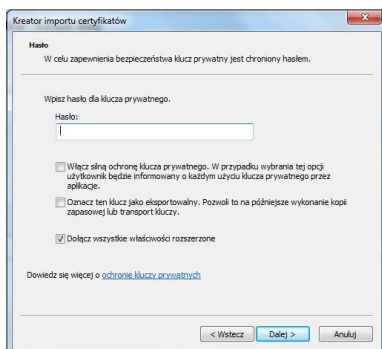 Kreator importu certyfikatów
Hasło
W celu zapewnienia bezpieczeństwa klucz prywatny jest chroniony hasłem.
Wpisz hasło dla klucza prywatnego.
Hasło:
Włącz silną ochronę klucza prywatnego. W przypadku wybrania tej opcji
użytkownik będzie informowany o każdym użyciu klucza prywatnego przez
aplikacje.
Oznacz ten klucz jako eksportowalny. Pozwoli to na późniejsze wykonanie kopii
zapasowej lub transport kluczy.
Dołącz wszystkie właściwości rozszerzone
Dowiedz się więcej o ochronie kluczy prywatnych
< Wstecz Dalej > Anuluj